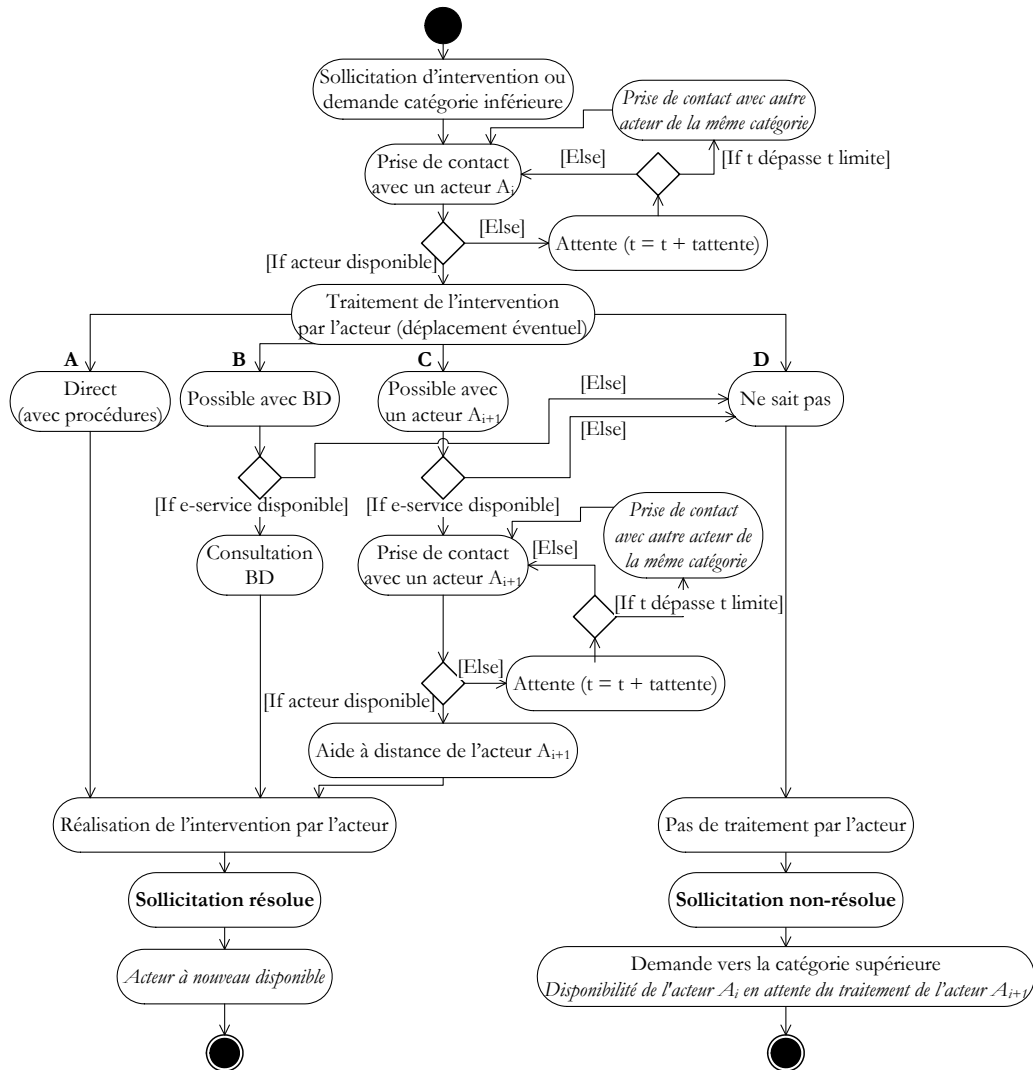 Sollicitation d'intervention ou
demande catégorie inférieure
Prise de contact avec autre
acteur de la même catégorie
Prise de contact
avec un acteur Ai
[Else]
[If t dépasse t limite]
[Else]
Attente (t = t + tattente)
[If acteur disponible]
Traitement de l'intervention
par l'acteur (déplacement éventuel)
A
B
C
D
Direct
(avec procédures)
Possible avec BD
Possible avec
un acteur Ai+1
[Else]
Ne sait pas
[Else]
[If e-service disponible]
[If e-service disponible]
Consultation
BD
Prise de contact
avec un acteur Ai+1
[Else]
Prise de contact
avec autre acteur de
la même catégorie
[If t dépasse t limite]
[Else]
Attente (t = t + tattente)
[If acteur disponible]
Aide à distance de l'acteur Ai+1
Réalisation de l'intervention par l'acteur
Pas de traitement par l'acteur
Sollicitation résolue
Sollicitation non-résolue
Acteur à nouveau disponible
Demande vers la catégorie supérieure
Disponibilité de l'acteur Ai en attente du traitement de l'acteur Ai+1